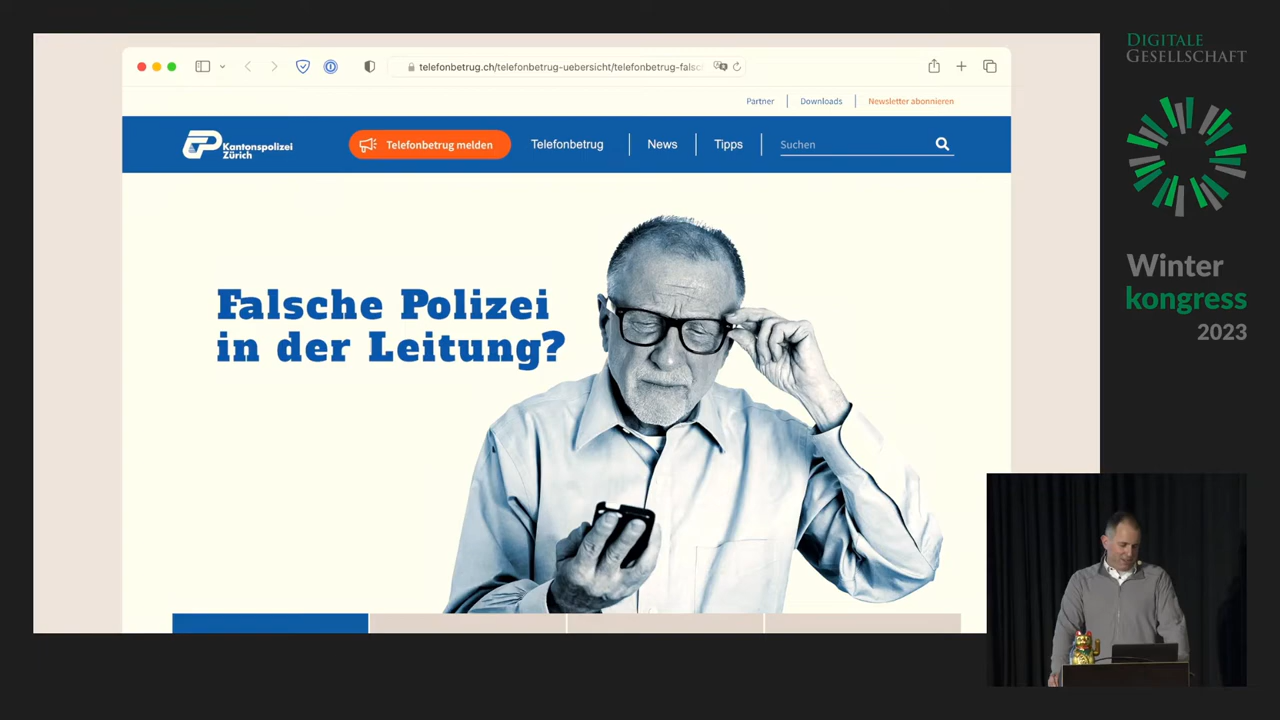 DIGITALE
GESELLSCHAFT
telefonbetrug.ch/telefonbetrug-uebersicht/telefonbetrug-falsc
Partner
Downloads
Newsletter abonnieren
Kantonspolizei
Zürich
Telefonbetrug melden
Telefonbetrug
News
Tipps
Suchen
Falsche Polizei
in der Leitung?
Winter
kongress
2023